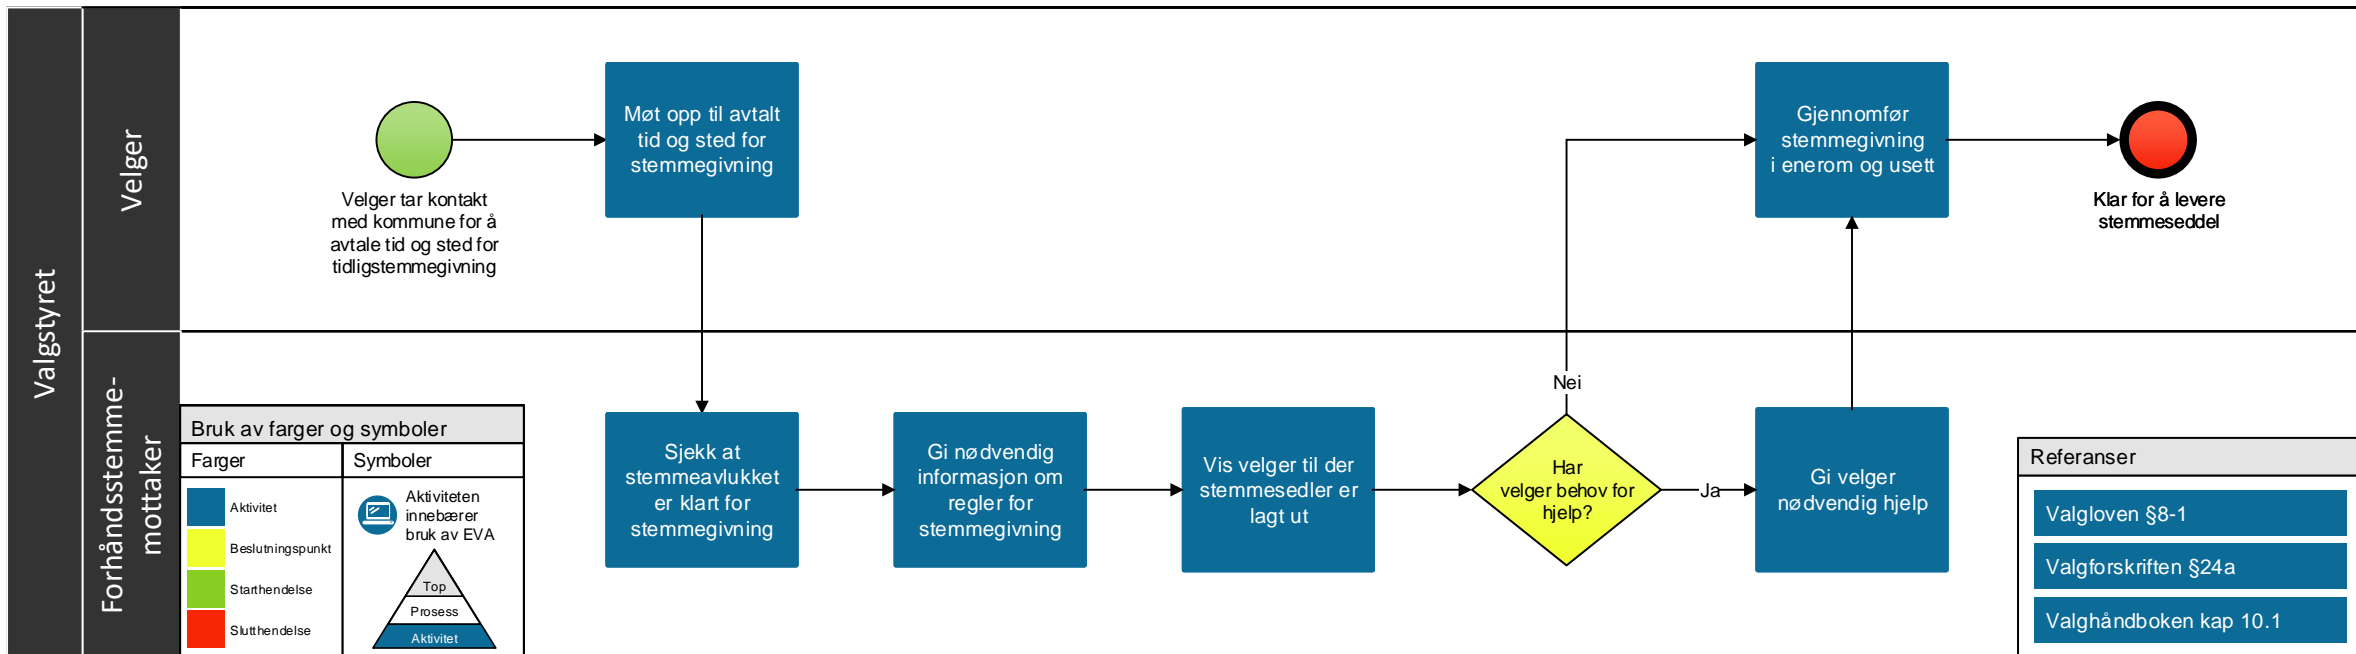 Valgstyret
Velger
Forhåndsstemme-
mottaker
Velger tar kontakt
med kommune for å
avtale tid og sted for
tidligstemmegivning
Møt opp til avtalt
tid og sted for
stemmegivning
Gjennomfør
stemmegivning
i enerom og usett
Klar for å levere
stemmeseddel
Sjekk at
stemmeavlukket
er klart for
stemmegivning
Gi nødvendig
informasjon om
regler for
stemmegivning
Vis velger til der
stemmesedler er
lagt ut
Har
velger behov for
hjelp?
Nei
Ja
Gi velger
nødvendig hjelp
Bruk av farger og symboler
Farger
Symboler
Aktivitet
Beslutningspunkt
Starthendelse
Slutthendelse
Aktiviteten
innebærer
bruk av EVA
Top
Prosess
Aktivitet
Referanser
Valgloven §8-1
Valgforskriften §24a
Valghåndboken kap 10.1